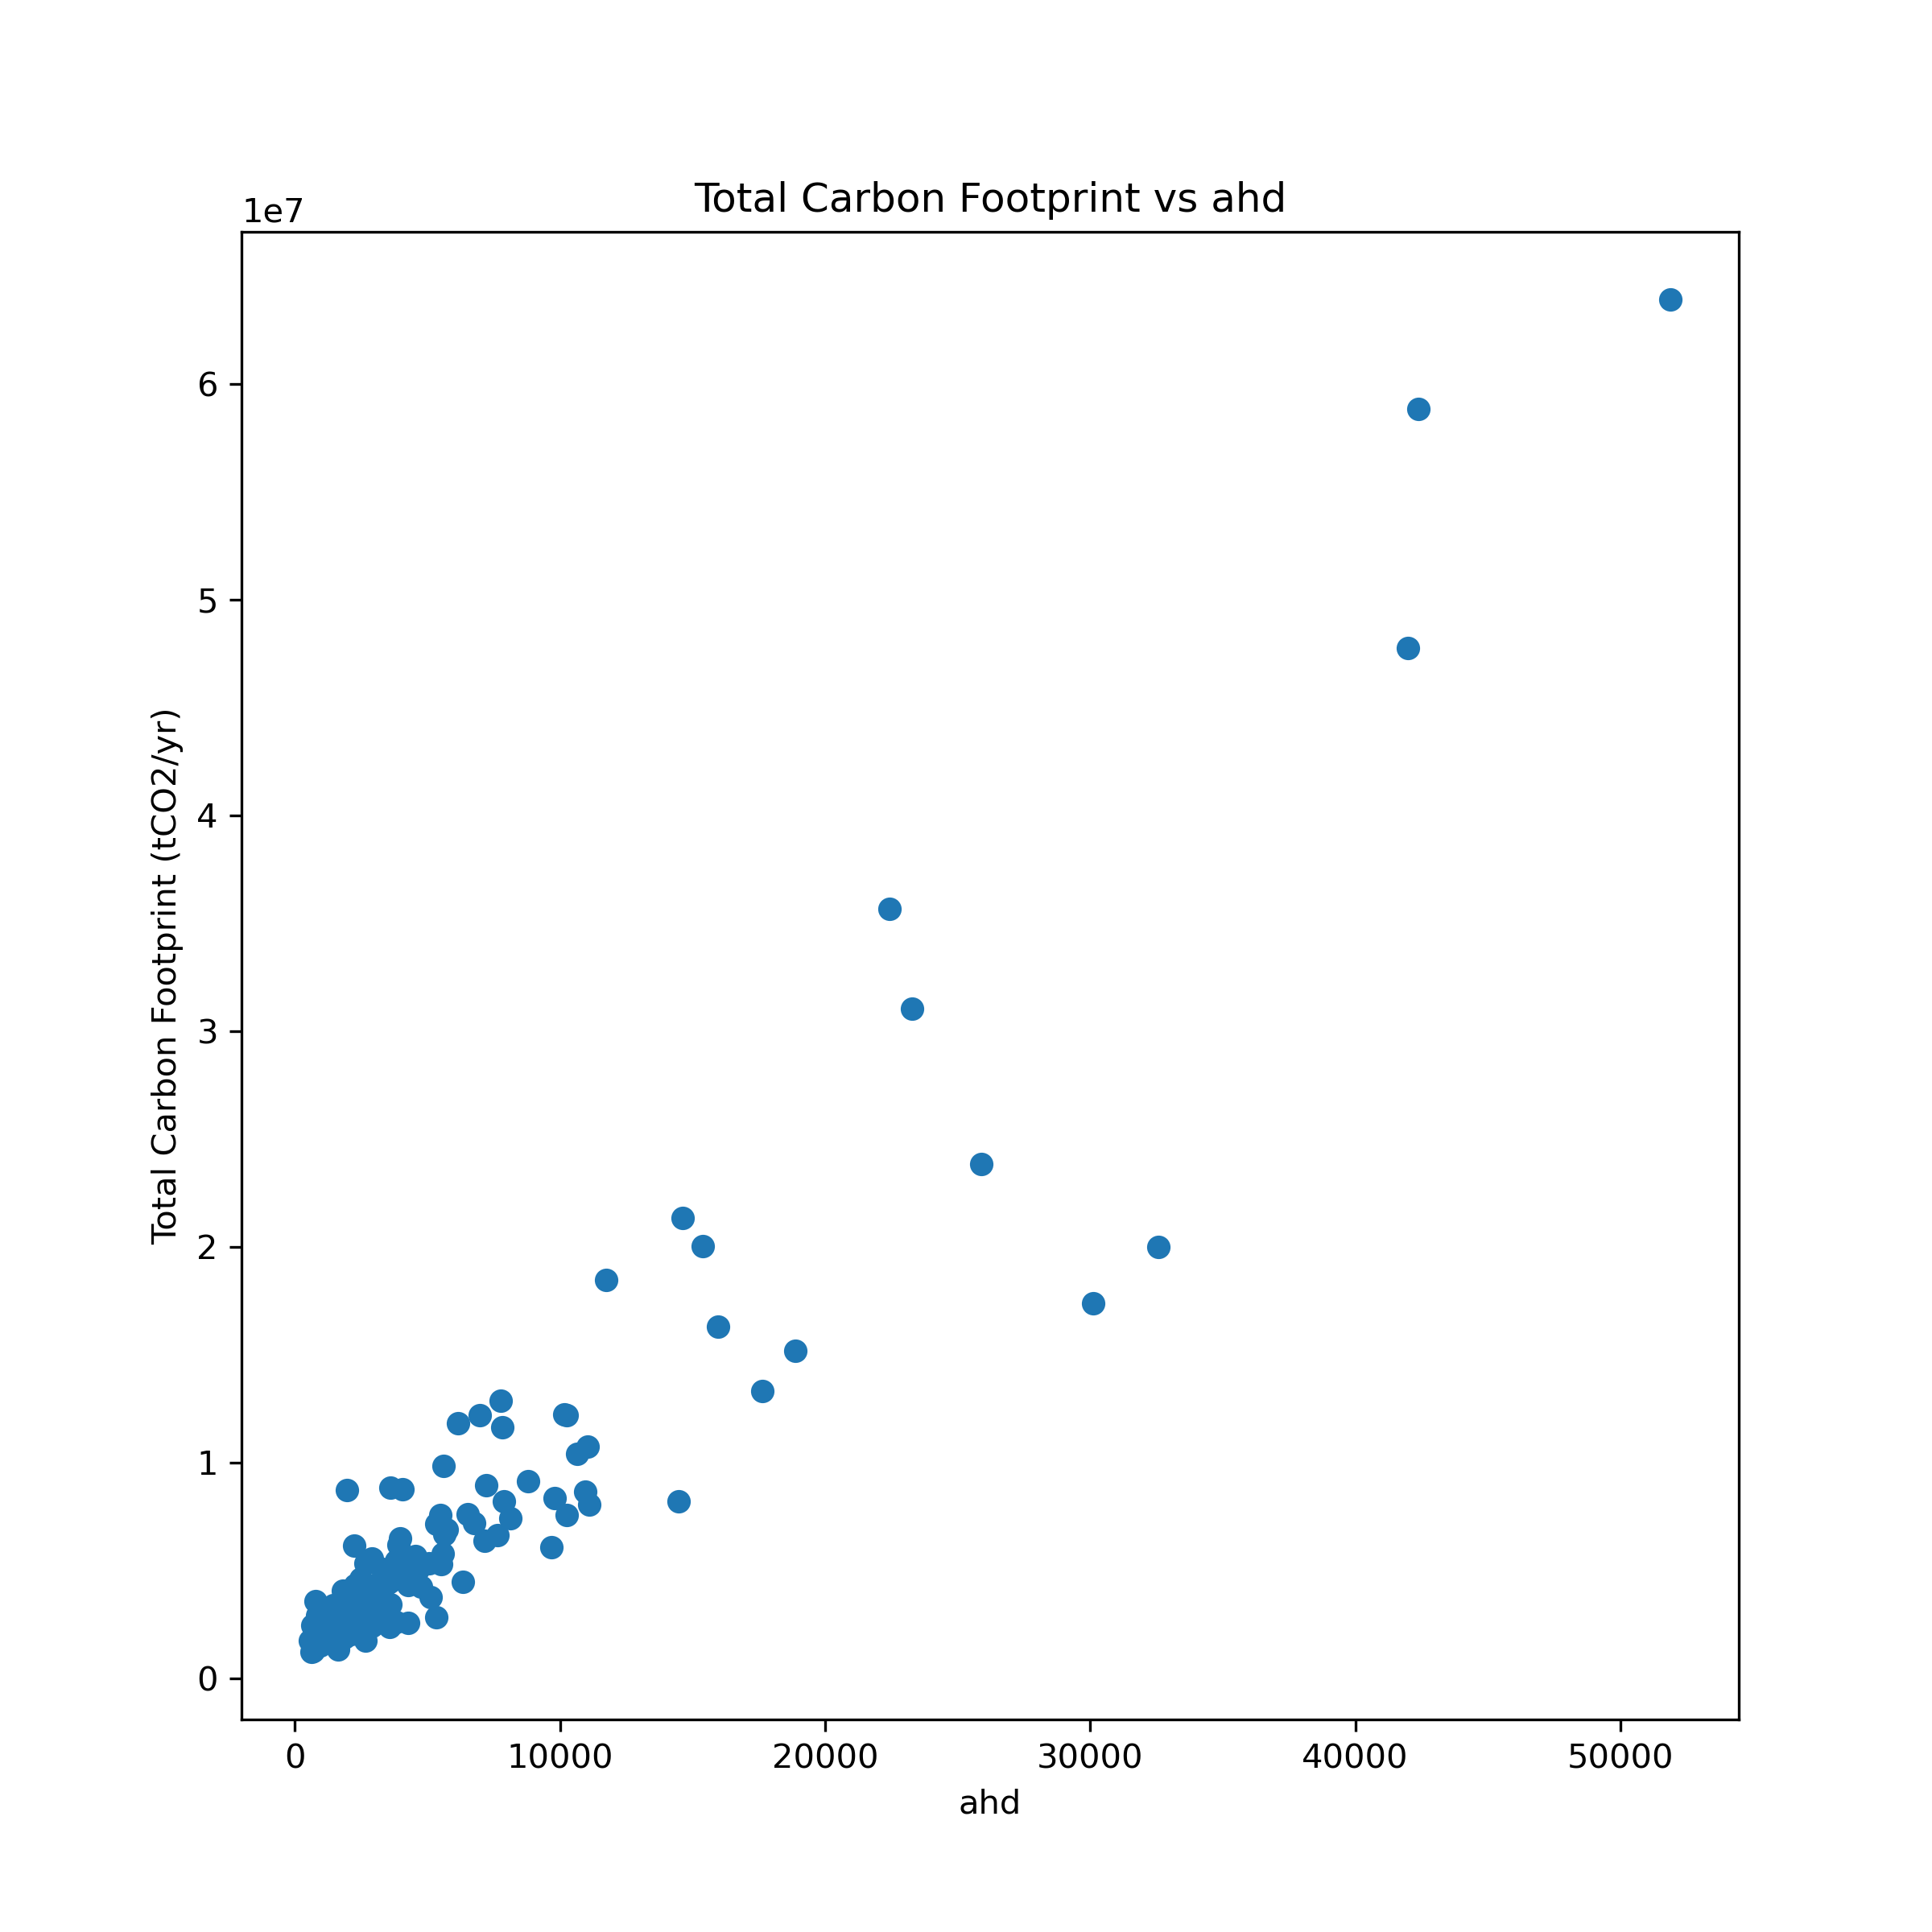 Total Carbon Footprint vs ahd
1e7
6
5
4
3
2
1
0
Total Carbon Footprint (tCO2/yr)
0 10000 20000 30000 40000 50000
ahd